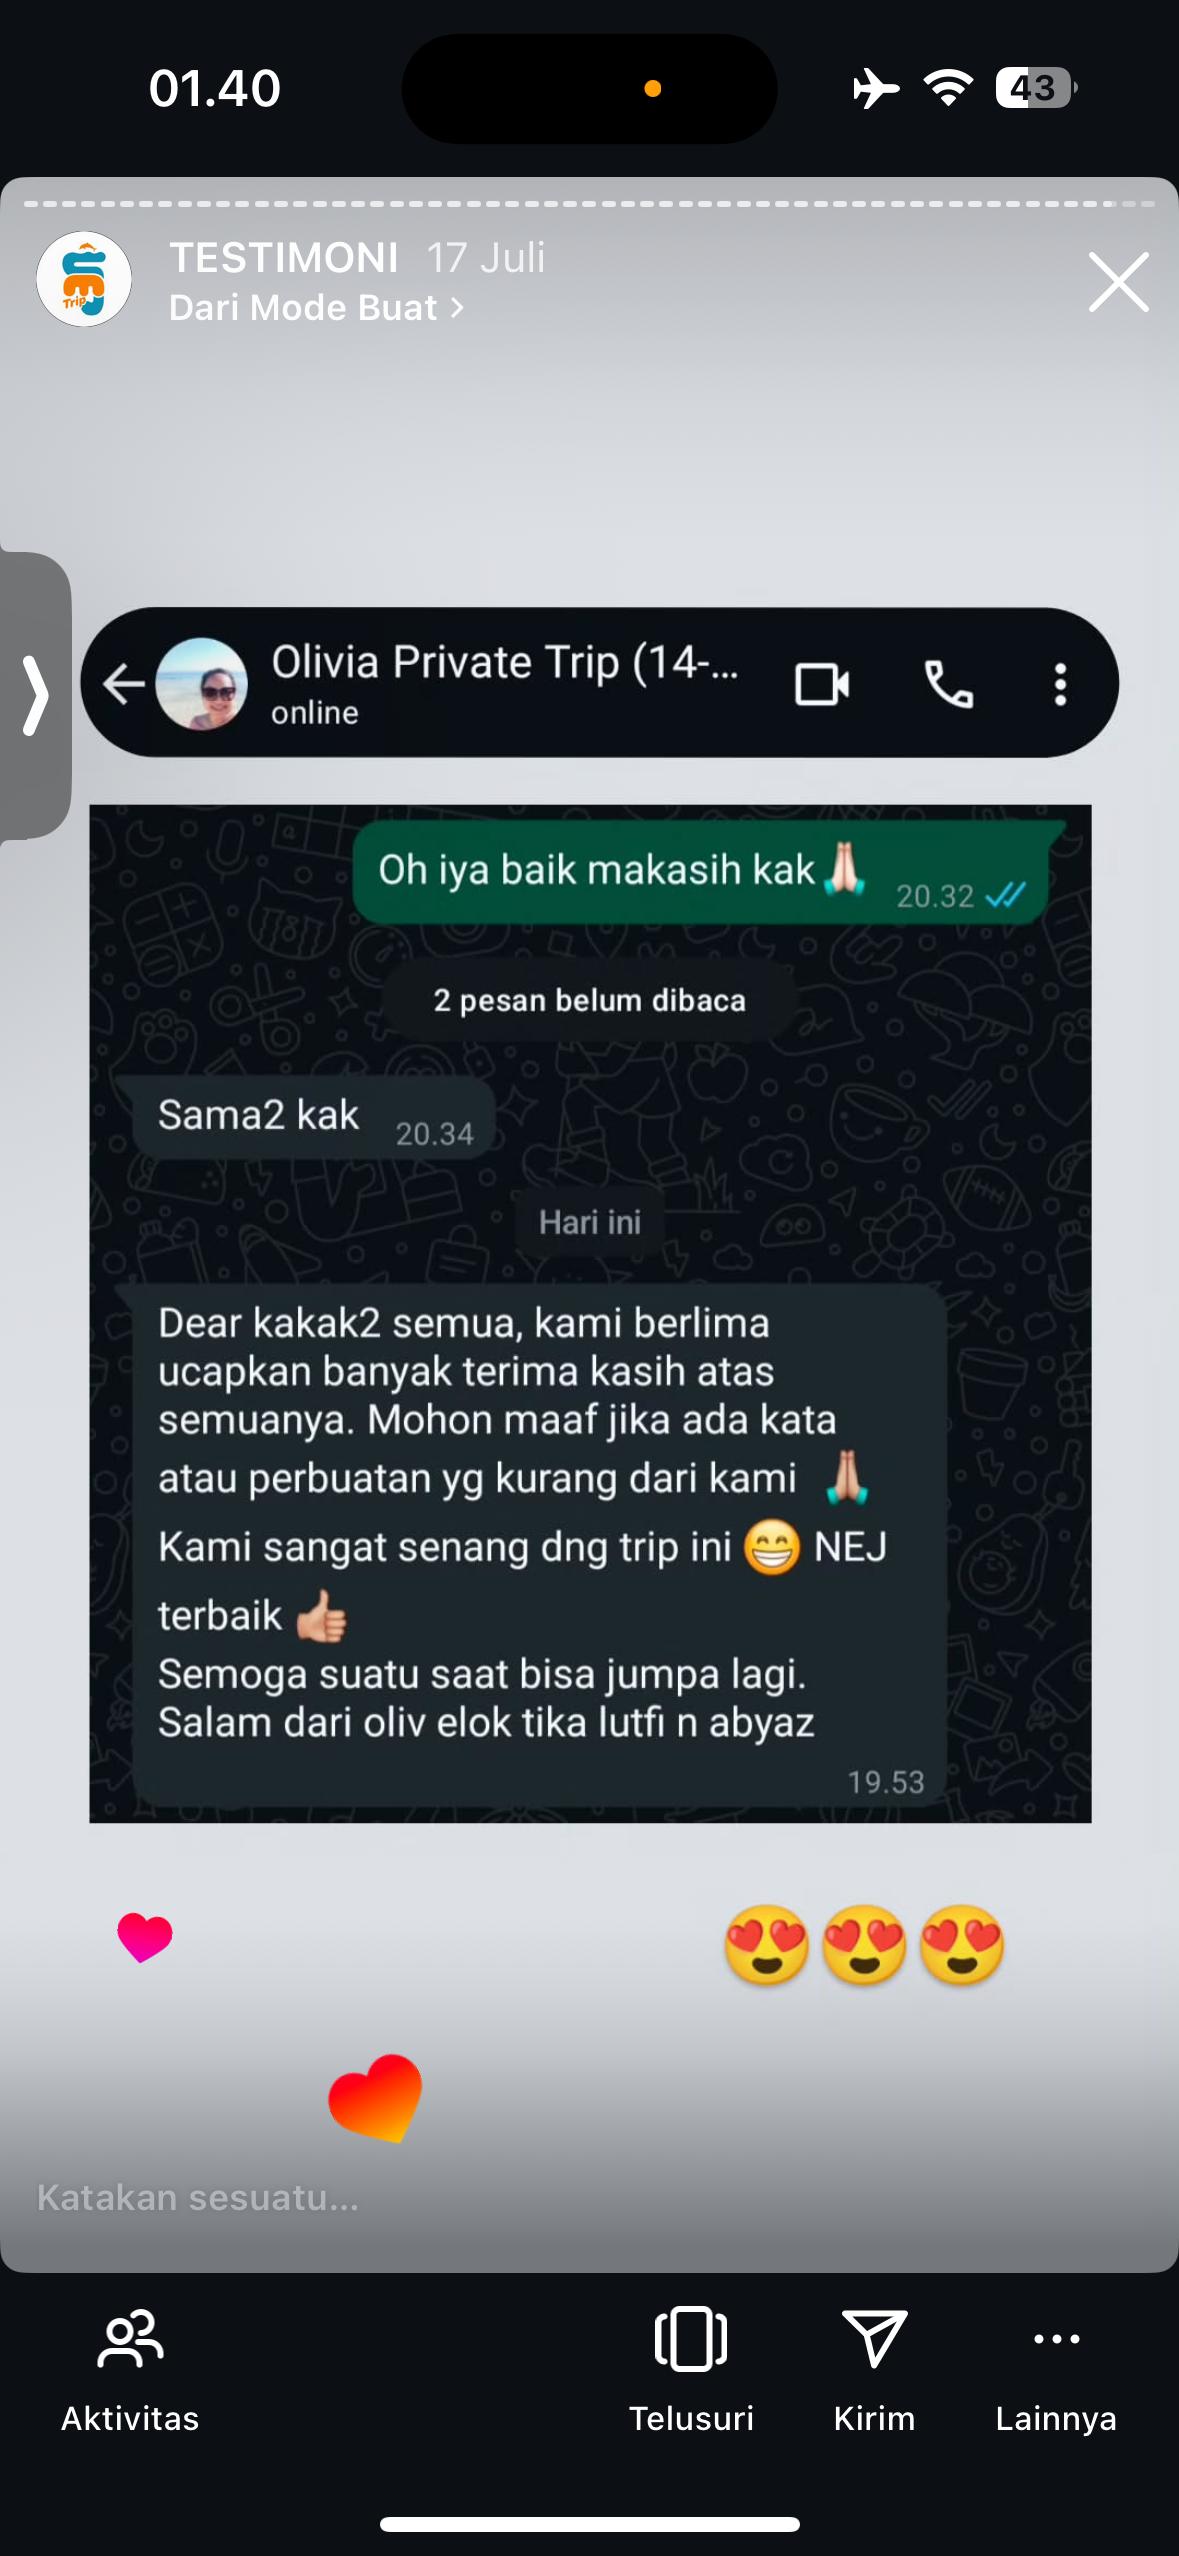 01.40
43
TESTIMONI 17 Juli
Dari Mode Buat
Trip
Olivia Private Trip (14-...
online
Oh iya baik makasih kak🙏🏻 20.32
2 pesan belum dibaca
Sama2 kak 20.34
Hari ini
Dear kakak2 semua, kami berlima
ucapkan banyak terima kasih atas
semuanya. Mohon maaf jika ada kata
atau perbuatan yg kurang dari kami 🙏🏼
Kami sangat senang dng trip ini 😁 NEJ
terbaik 👍🏼
Semoga suatu saat bisa jumpa lagi.
Salam dari oliv elok tika lutfi n abyaz
19.53
😍😍😍
Katakan sesuatu...
Aktivitas
Telusuri
Kirim
Lainnya